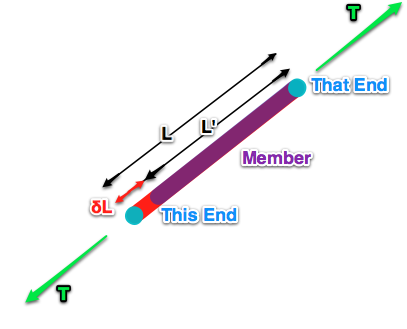 T
That End
L
L'
Member
δL
This End
T